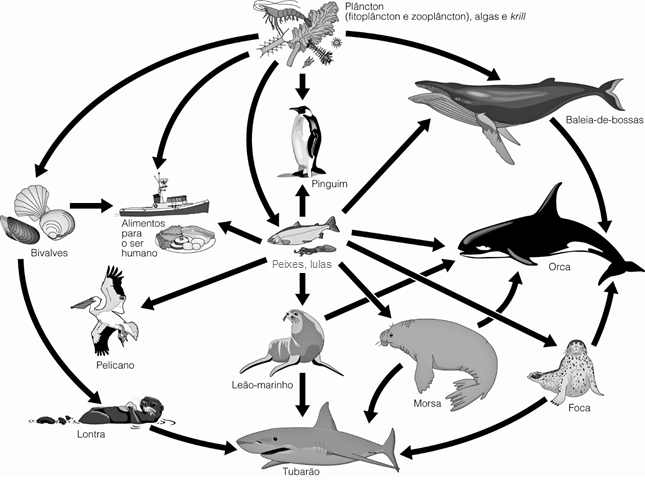 Plâncton
(fitoplâncton e zooplâncton), algas e krill
Baleia-de-bossas
Pinguim
Bivalves
Alimentos
para
o ser
humano
Peixes, lulas
Orca
Pelicano
Leão-marinho
Morsa
Foca
Lontra
Tubarão